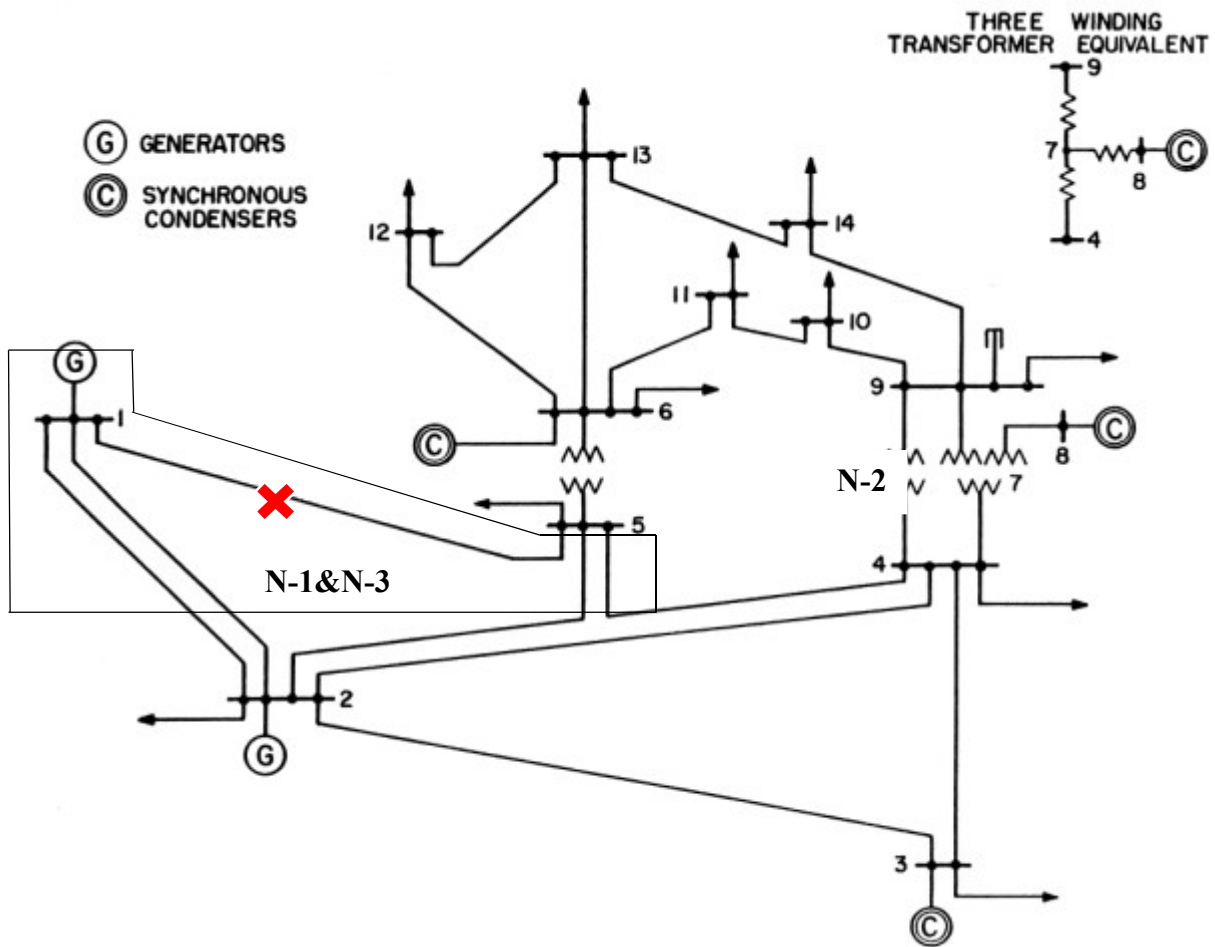 THREE WINDING
TRANSFORMER EQUIVALENT
9
7
C
8
4
G GENERATORS
C SYNCHRONOUS
CONDENSERS
13
12
14
11
10
G
1
9
6
C
C
8
N-2
7
5
4
N-1&N-3
2
G
3
C